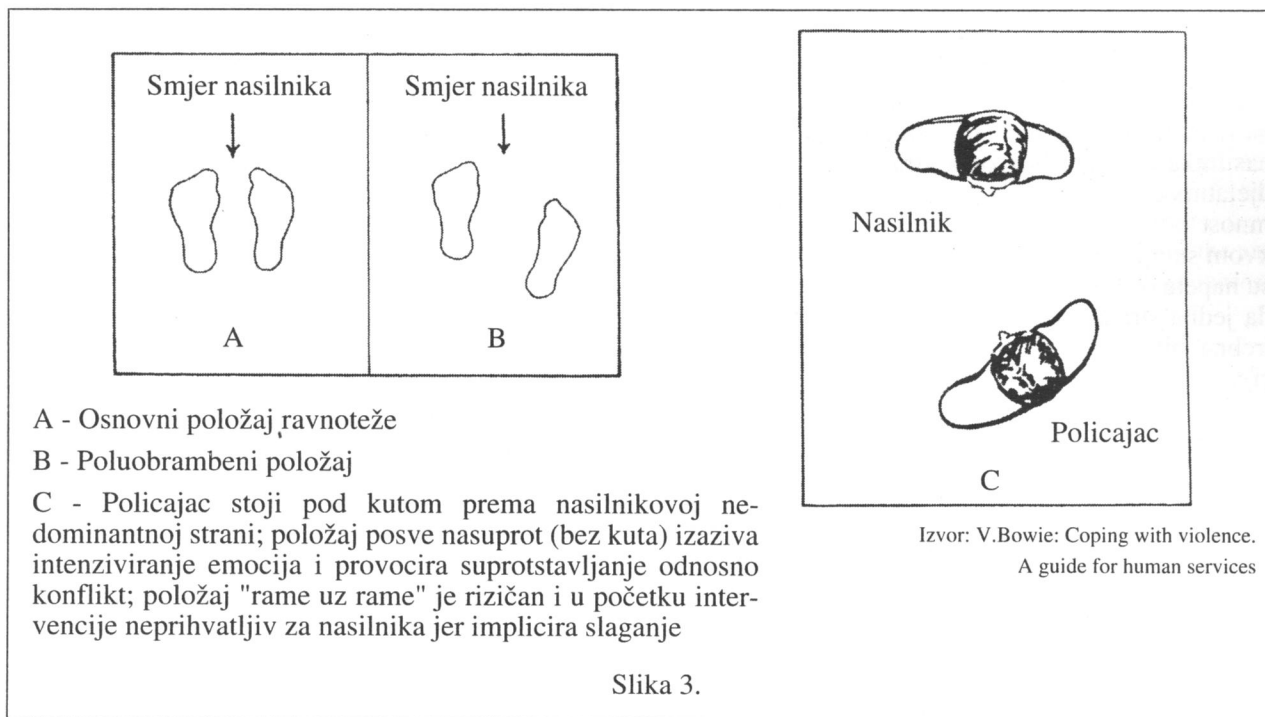 Smjer nasilnika
Smjer nasilnika
A
B
A - Osnovni položaj ravnoteže
B - Poluobrambeni položaj
C - Policajac stoji pod kutom prema nasilnikovoj ne-
dominantnoj strani; položaj posve nasuprot (bez kuta) izaziva
intenziviranje emocija i provocira suprotstavljanje odnosno
konflikt; položaj "rame uz rame" je rizičan i u početku inter-
vencije neprihvatljiv za nasilnika jer implicira slaganje
Nasilnik
Policajac
C
Izvor: V.Bowie: Coping with violence.
A guide for human services
Slika 3.